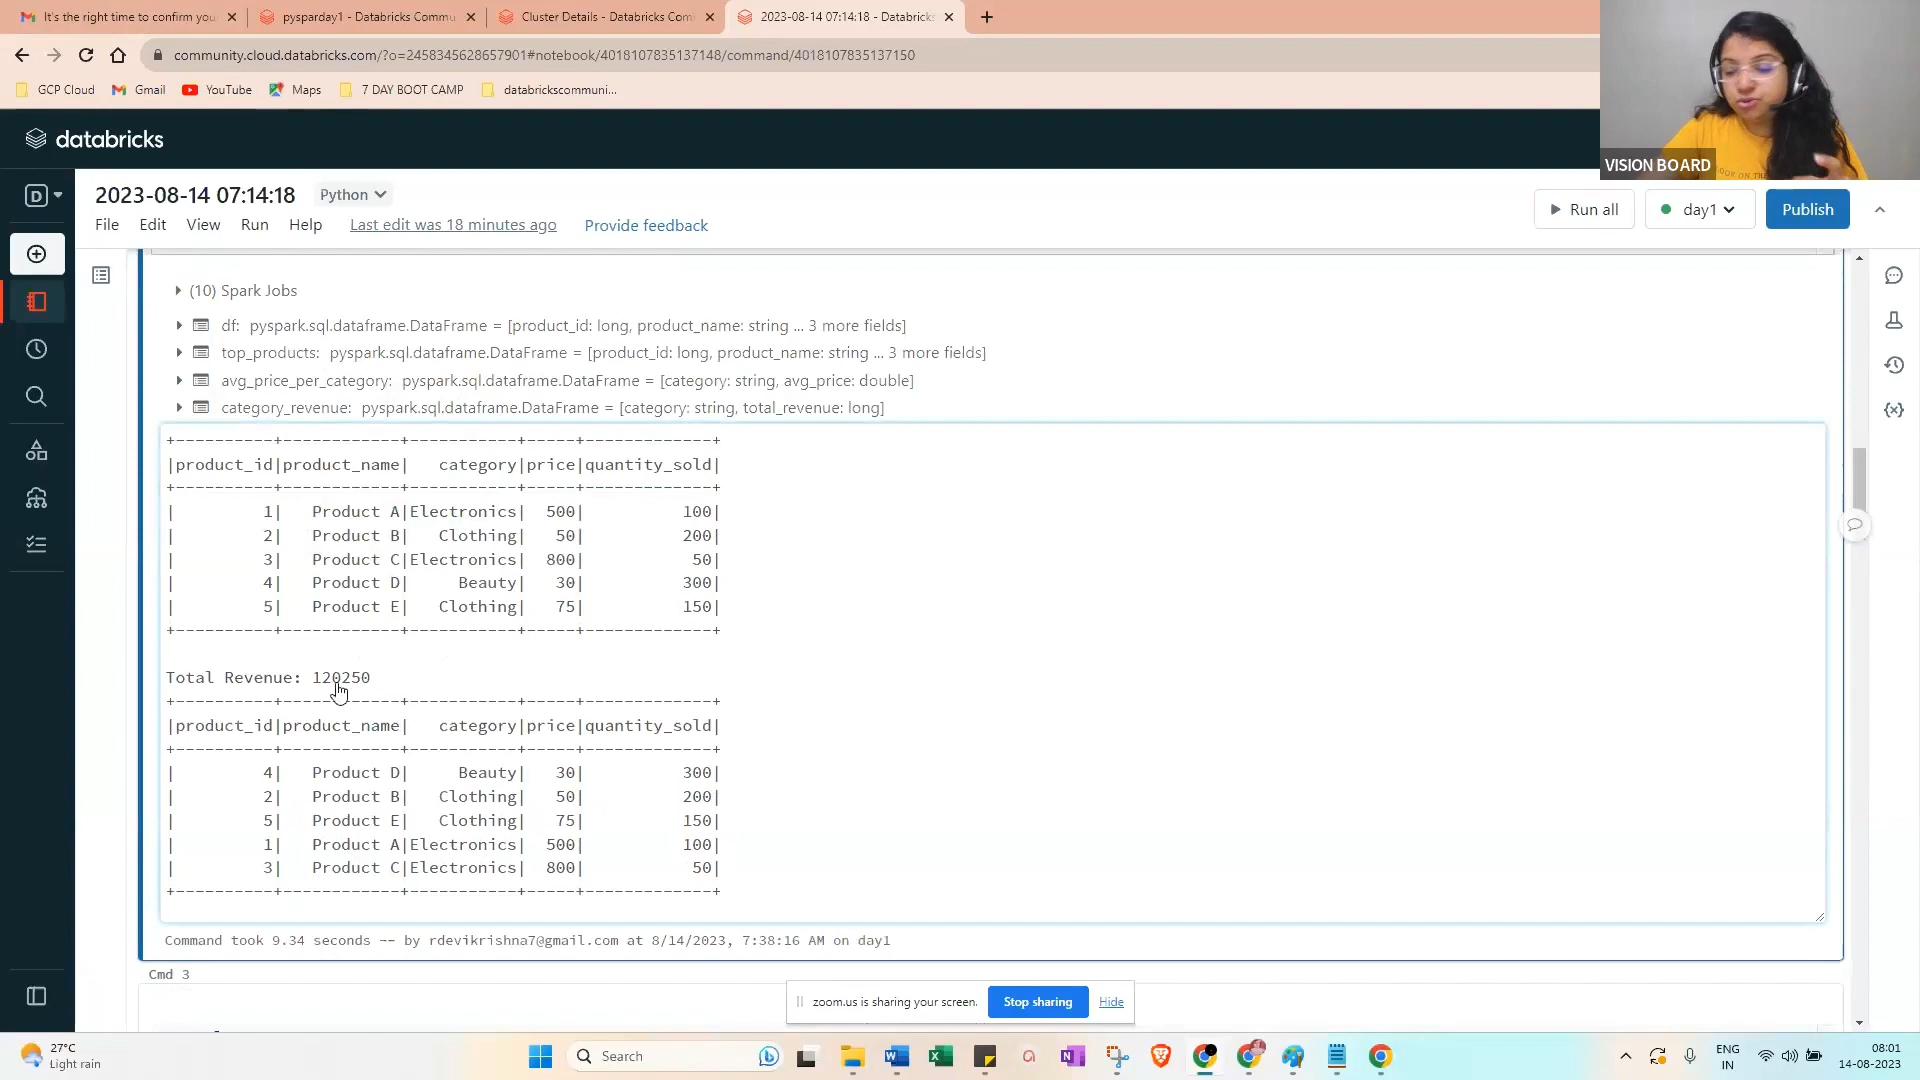 It's the right time to confirm you
pysparday1 - Databricks Commu
Cluster Details - Databricks Com
2023-08-14 07:14:18 - Databricks
community.cloud.databricks.com/?o=2458345628657901#notebook/4018107835137148/command/4018107835137150
GCP Cloud
Gmail
YouTube
Maps
7 DAY BOOT CAMP
databrickscommuni...
VISION BOARD
databricks
D
2023-08-14 07:14:18
Python
File
Edit
View
Run
Help
Last edit was 18 minutes ago
Provide feedback
Run all
day1
Publish
(10) Spark Jobs
df: pyspark.sql.dataframe.DataFrame = [product_id: long, product_name: string ... 3 more fields]
top_products: pyspark.sql.dataframe.DataFrame = [product_id: long, product_name: string ... 3 more fields]
avg_price_per_category: pyspark.sql.dataframe.DataFrame = [category: string, avg_price: double]
category_revenue: pyspark.sql.dataframe.DataFrame = [category: string, total_revenue: long]
+----------+------------+-----------+-----+-------------+
|product_id|product_name|   category|price|quantity_sold|
+----------+------------+-----------+-----+-------------+
|         1|   Product A|Electronics|  500|          100|
|         2|   Product B|   Clothing|   50|          200|
|         3|   Product C|Electronics|  800|           50|
|         4|   Product D|     Beauty|   30|          300|
|         5|   Product E|   Clothing|   75|          150|
+----------+------------+-----------+-----+-------------+
Total Revenue: 120250
+----------+------------+-----------+-----+-------------+
|product_id|product_name|   category|price|quantity_sold|
+----------+------------+-----------+-----+-------------+
|         4|   Product D|     Beauty|   30|          300|
|         2|   Product B|   Clothing|   50|          200|
|         5|   Product E|   Clothing|   75|          150|
|         1|   Product A|Electronics|  500|          100|
|         3|   Product C|Electronics|  800|           50|
+----------+------------+-----------+-----+-------------+
Command took 9.34 seconds -- by rdevikrishna7@gmail.com at 8/14/2023, 7:38:16 AM on day1
Cmd 3
zoom.us is sharing your screen.
Stop sharing
Hide
27°C
Light rain
Search
ENG
IN
08:01
14-08-2023